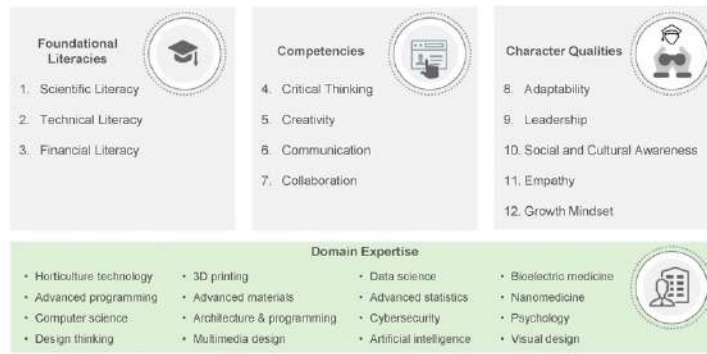 Foundational
Literacies
1. Scientific Literacy
2. Technical Literacy
3. Financial Literacy
Competencies
4. Critical Thinking
5. Creativity
6. Communication
7. Collaboration
Character Qualities
8. Adaptability
9. Leadership
10. Social and Cultural Awareness
11. Empathy
12. Growth Mindset
Domain Expertise
• Horticulture technology
• Advanced programming
• Computer science
• Design thinking
• 3D printing
• Advanced materials
• Architecture & programming
• Multimedia design
• Data science
• Advanced statistics
• Cybersecurity
• Artificial intelligence
• Bioelectric medicine
• Nanomedicine
• Psychology
• Visual design